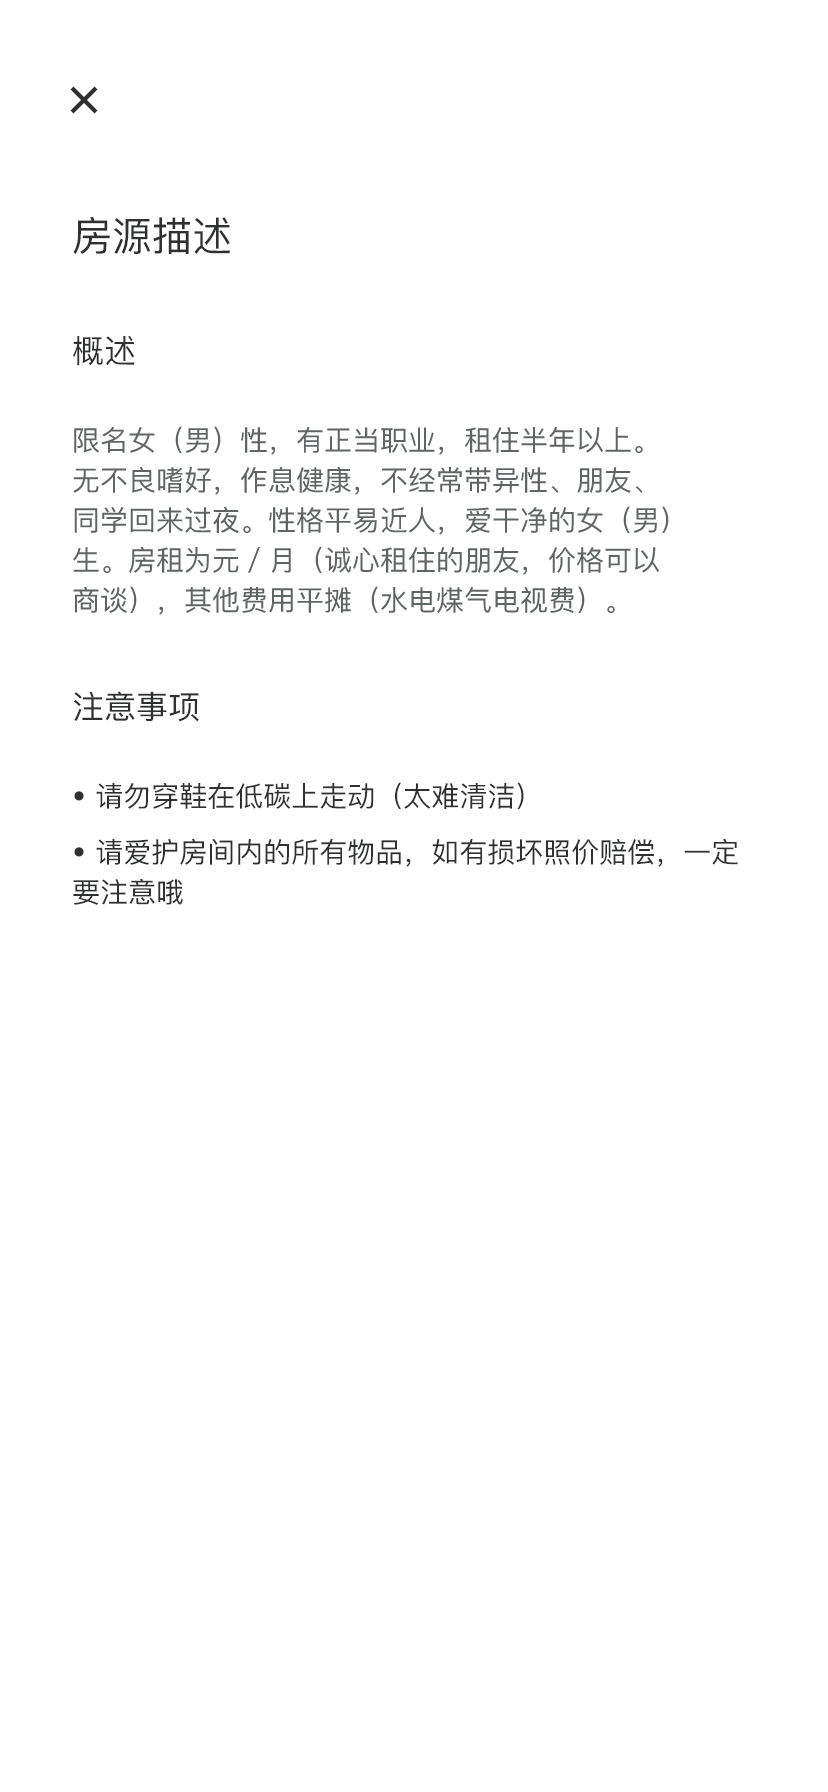 房源描述
概述
限名女（男）性，有正当职业，租住半年以上。
无不良嗜好，作息健康，不经常带异性、朋友、
同学回来过夜。性格平易近人，爱干净的女（男）
生。房租为元 / 月（诚心租住的朋友，价格可以
商谈），其他费用平摊（水电煤气电视费）。
注意事项
• 请勿穿鞋在低碳上走动（太难清洁）
• 请爱护房间内的所有物品，如有损坏照价赔偿，一定
要注意哦